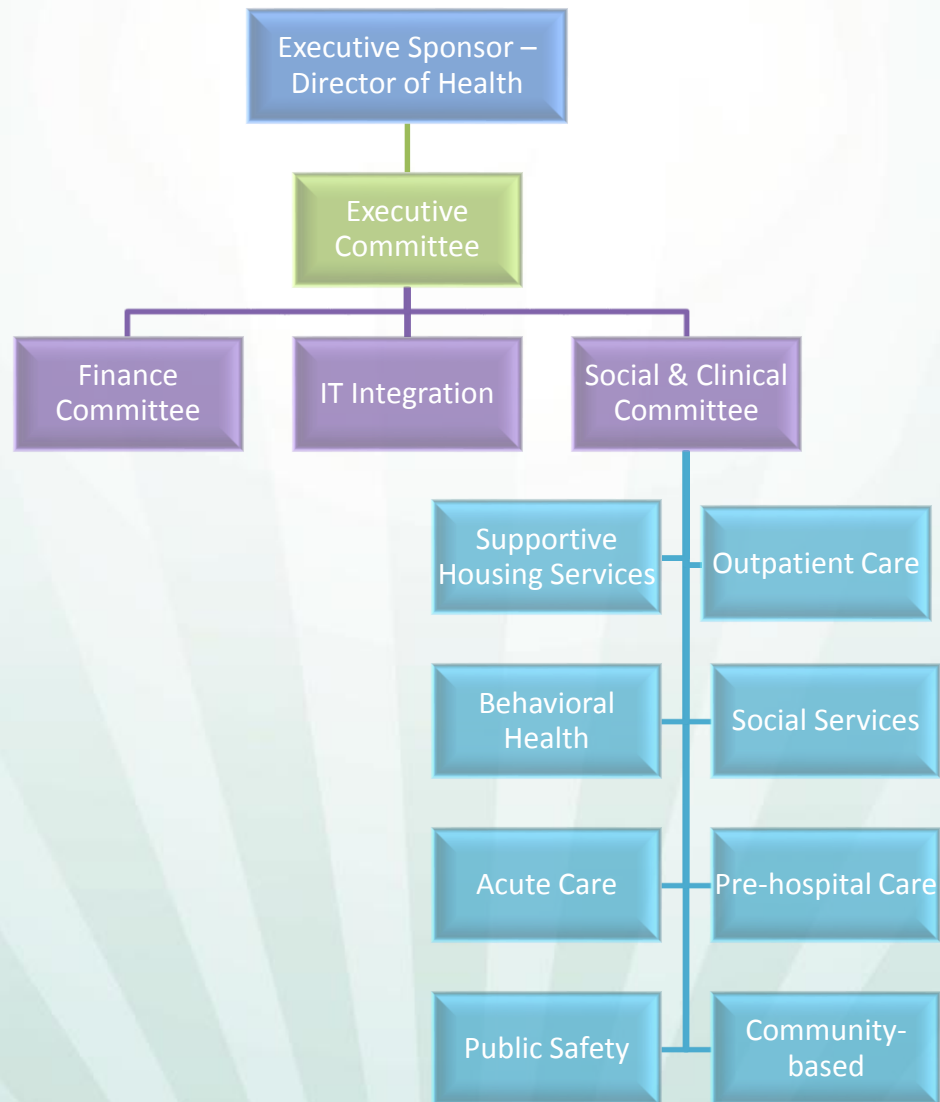 Executive Sponsor –
Director of Health
Executive
Committee
Finance
Committee
IT Integration
Social & Clinical
Committee
Supportive
Housing Services
Outpatient Care
Behavioral
Health
Social Services
Acute Care
Pre-hospital Care
Public Safety
Community-
based